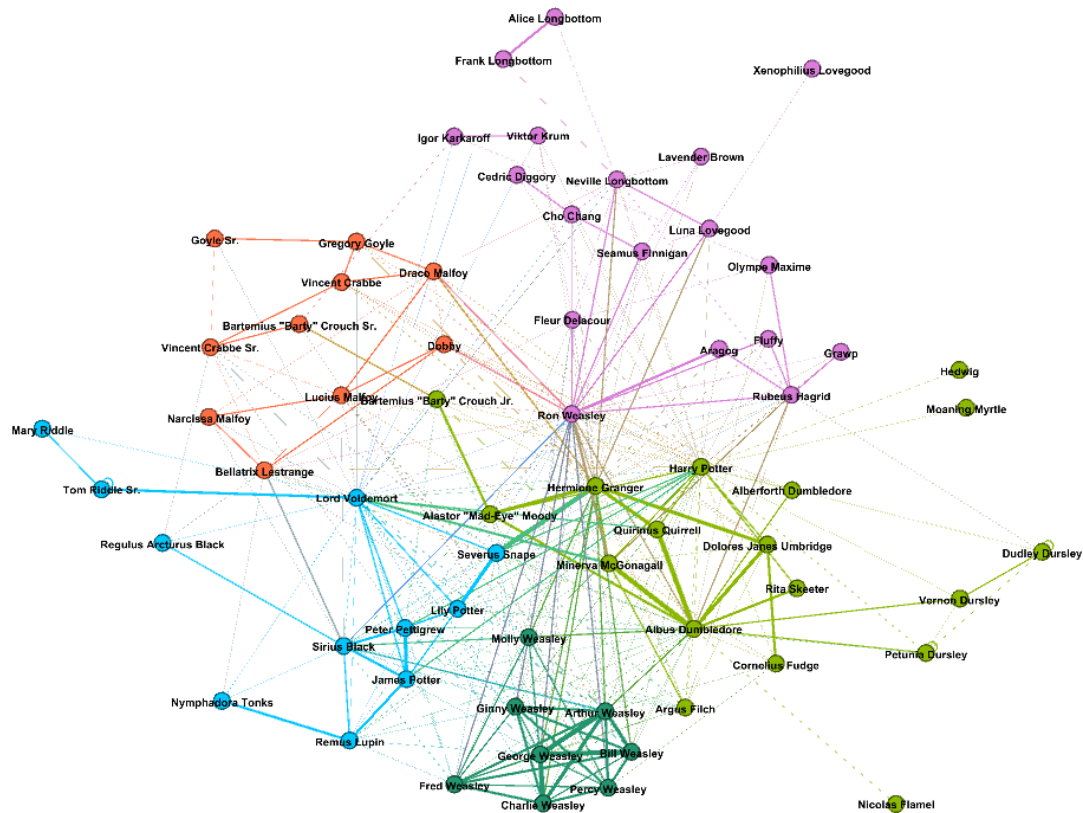 Alice Longbottom
Frank Longbottom
Xenophilius Lovegood
Igor Karkaroff
Viktor Krum
Lavender Brown
Cedric Diggory
Neville Longbottom
Cho Chang
Luna Lovegood
Goyle Sr.
Gregory Goyle
Seamus Finnigan
Draco Malfoy
Olympe Maxime
Vincent Crabbe
Fleur Delacour
Bartemius "Barty" Crouch Sr.
Vincent Crabbe Sr.
Dobby
Aragog
Fluffy
Grawp
Hedwig
Lucius Malfoy
Bartemius "Barty" Crouch Jr.
Rubeus Hagrid
Moaning Myrtle
Narcissa Malfoy
Ron Weasley
Mary Riddle
Bellatrix Lestrange
Harry Potter
Tom Riddle Sr.
Lord Voldemort
Hermione Granger
Alberforth Dumbledore
Alastor "Mad-Eye" Moody
Quirinus Quirrell
Regulus Arcturus Black
Severus Snape
Dolores Janes Umbridge
Dudley Dursley
Minerva McGonagall
Rita Skeeter
Vernon Dursley
Lily Potter
Peter Pettigrew
Molly Weasley
Albus Dumbledore
Sirius Black
Petunia Dursley
Cornelius Fudge
James Potter
Nymphadora Tonks
Ginny Weasley
Arthur Weasley
Argus Filch
Remus Lupin
George Weasley
Bill Weasley
Fred Weasley
Percy Weasley
Charlie Weasley
Nicolas Flamel